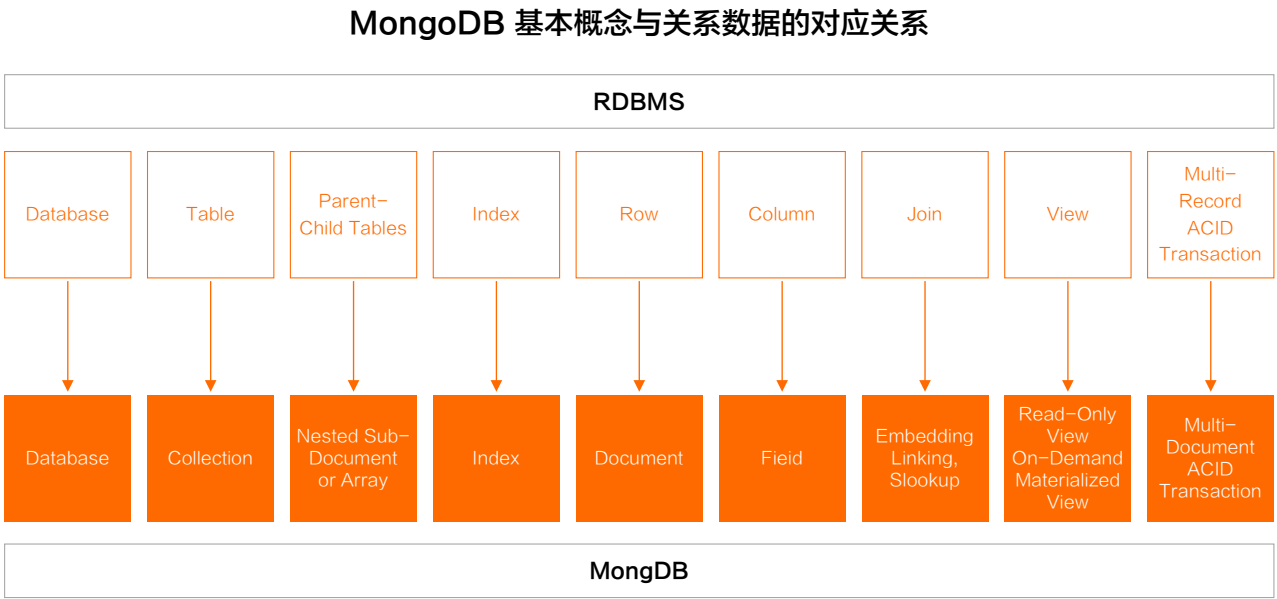 MongoDB 基本概念与关系数据的对应关系
RDBMS
Database
Table
Parent-
Child Tables
Index
Row
Column
Join
View
Multi-
Record
ACID
Transaction
Database
Collection
Nested Sub-
Document
or Array
Index
Document
Fieid
Embedding
Linking,
Slookup
Read-Only
View
On-Demand
Materialized
View
Multi-
Document
ACID
Transaction
MongDB